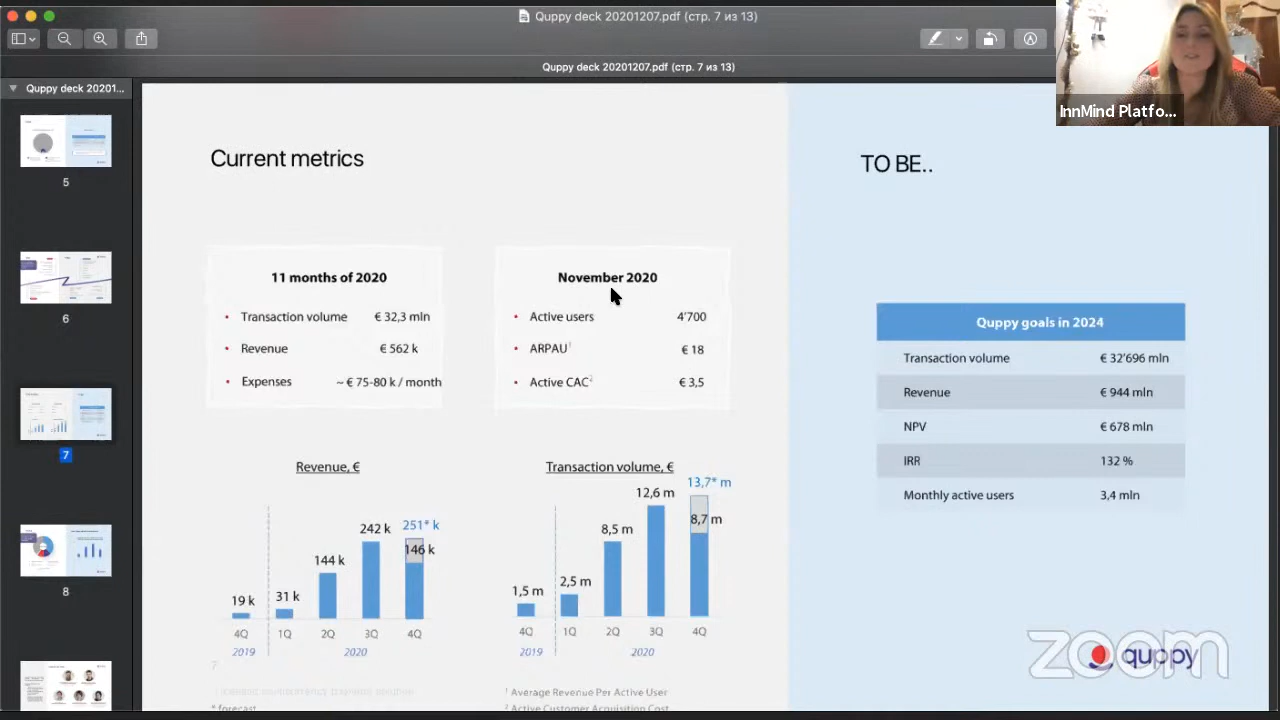 Quppy deck 20201207.pdf (стр. 7 из 13)
Quppy deck 20201207.pdf (стр. 7 из 13)
Quppy deck 20201...
5
6
7
8
InnMind Platfo...
Current metrics
11 months of 2020
• Transaction volume € 32,3 mln
• Revenue € 562 k
• Expenses ~ € 75-80 k / month
November 2020
• Active users 4'700
• ARPAU¹ € 18
• Active CAC² € 3,5
Revenue, €
19 k
31 k
144 k
242 k
251* k
146 k
4Q 1Q 2Q 3Q 4Q
2019 2020
Transaction volume, €
1,5 m
2,5 m
8,5 m
12,6 m
13,7* m
8,7 m
4Q 1Q 2Q 3Q 4Q
2019 2020
7
* forecast
¹ Average Revenue Per Active User
² Active Customer Acquisition Cost
TO BE..
Quppy goals in 2024
Transaction volume € 32'696 mln
Revenue € 944 mln
NPV € 678 mln
IRR 132 %
Monthly active users 3,4 mln
quppy
zoom